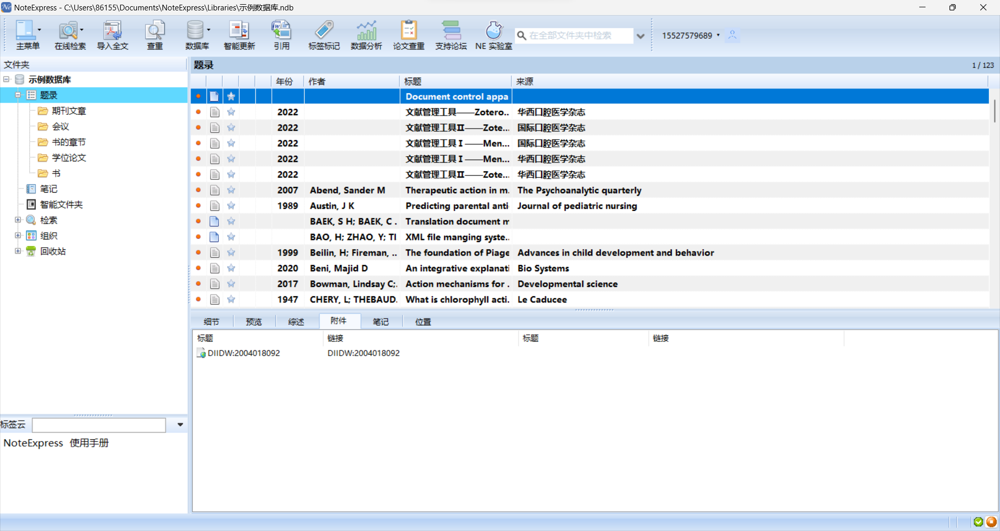 NoteExpress - C:\Users\86155\Documents\NoteExpress\Libraries\示例数据库.ndb
主菜单 在线检索 导入全文 查重 数据库 智能更新 引用 标签标记 数据分析 论文查重 支持论坛 NE 实验室 在全部文件夹中检索 15527579689
文件夹
示例数据库
题录
期刊文章
会议
书的章节
学位论文
书
笔记
智能文件夹
检索
组织
回收站
标签云
NoteExpress 使用手册
题录 1 / 123
年份 作者 标题 来源
Document control appa
2022 文献管理工具——Zotero.. 华西口腔医学杂志
2022 文献管理工具II——Zote... 国际口腔医学杂志
2022 文献管理工具 I ——Men... 国际口腔医学杂志
2022 文献管理工具 I ——Men... 华西口腔医学杂志
2022 文献管理工具II——Zote... 华西口腔医学杂志
2007 Abend, Sander M Therapeutic action in m. The Psychoanalytic quarterly
1989 Austin, J K Predicting parental anti Journal of pediatric nursing
BAEK, S H; BAEK, C . Translation document m
BAO, H; ZHAO, Y; TI XML file manging syste..
1999 Beilin, H; Fireman, .. The foundation of Piage Advances in child development and behavior
2020 Beni, Majid D An integrative explanati Bio Systems
2017 Bowman, Lindsay C;. Action mechanisms for . Developmental science
1947 CHERY, L; THEBAUD. What is chlorophyll acti. Le Caducee
细节 预览 综述 附件 笔记 位置
标题 链接 标题 链接
DIIDW:2004018092 DIIDW:2004018092